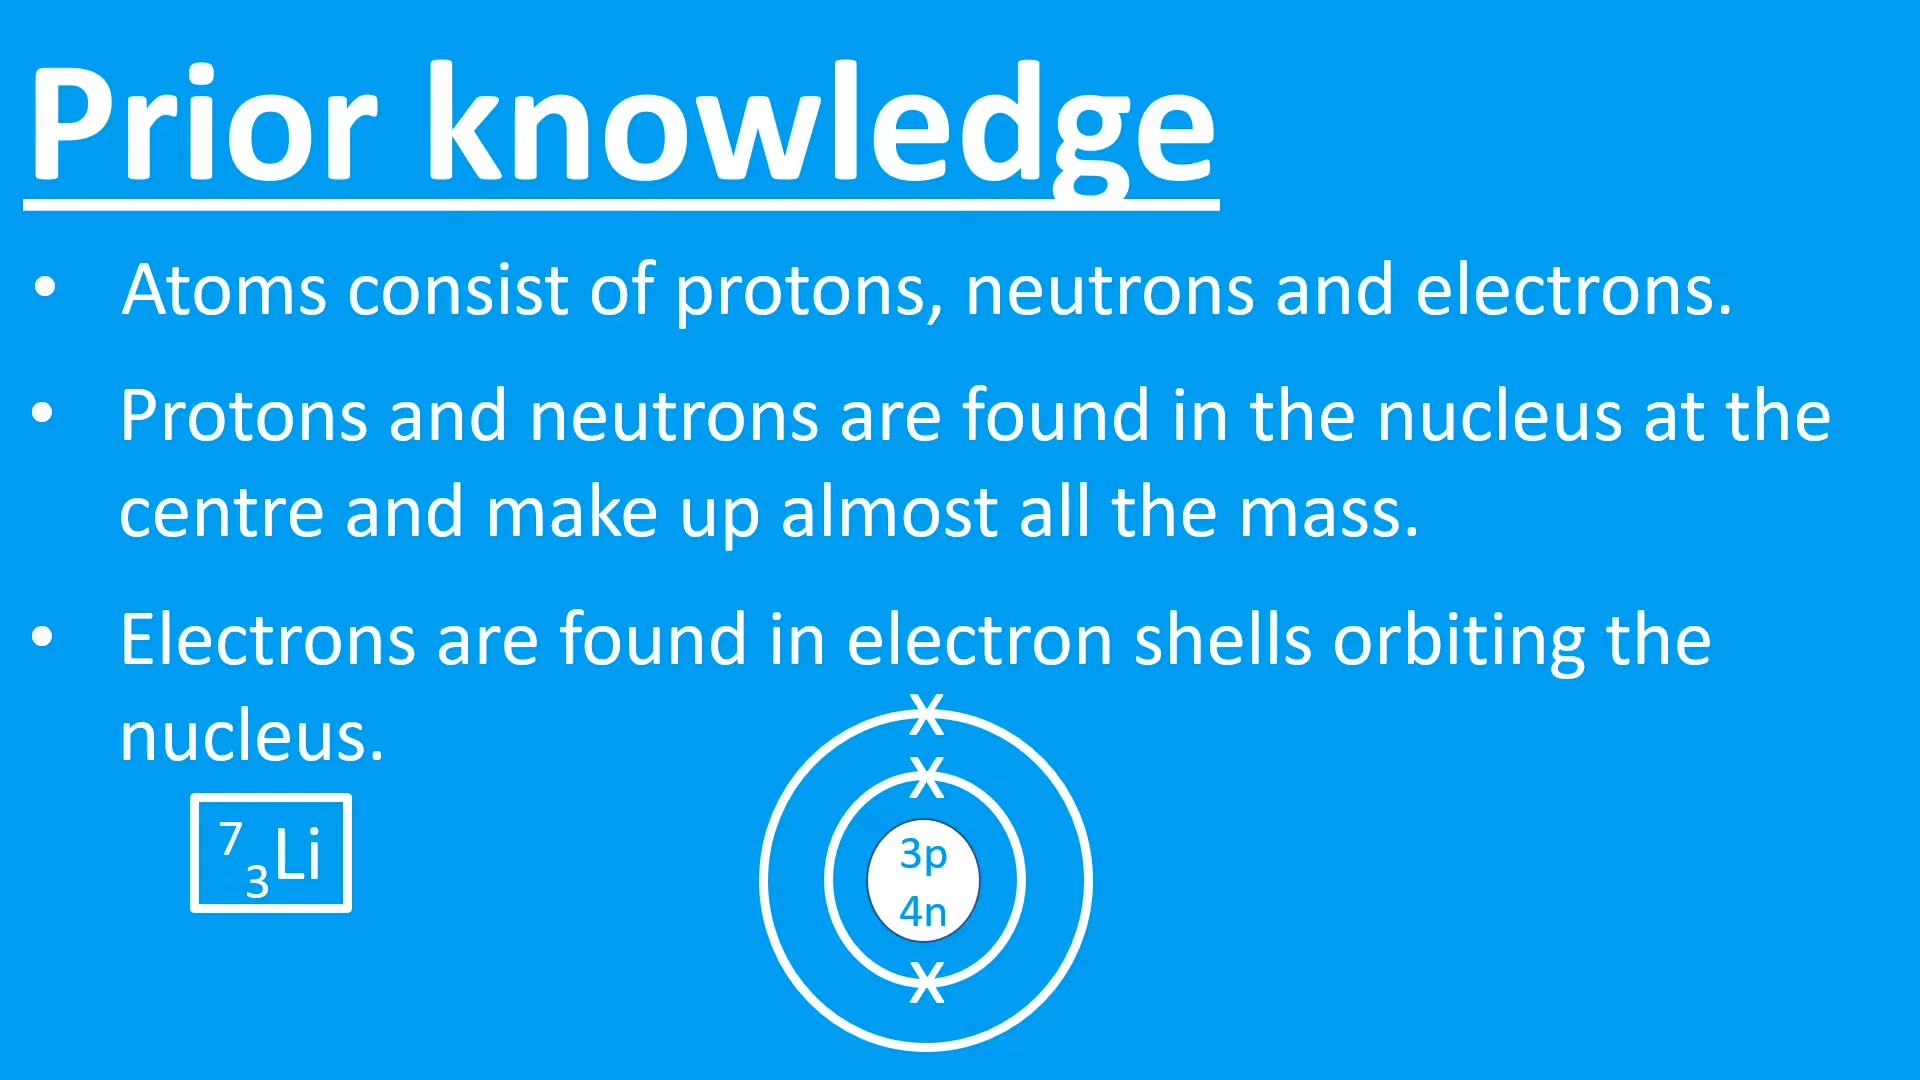 Prior knowledge
• Atoms consist of protons, neutrons and electrons.
• Protons and neutrons are found in the nucleus at the
centre and make up almost all the mass.
• Electrons are found in electron shells orbiting the
nucleus.
x
x
⁷₃Li
3p
4n
x